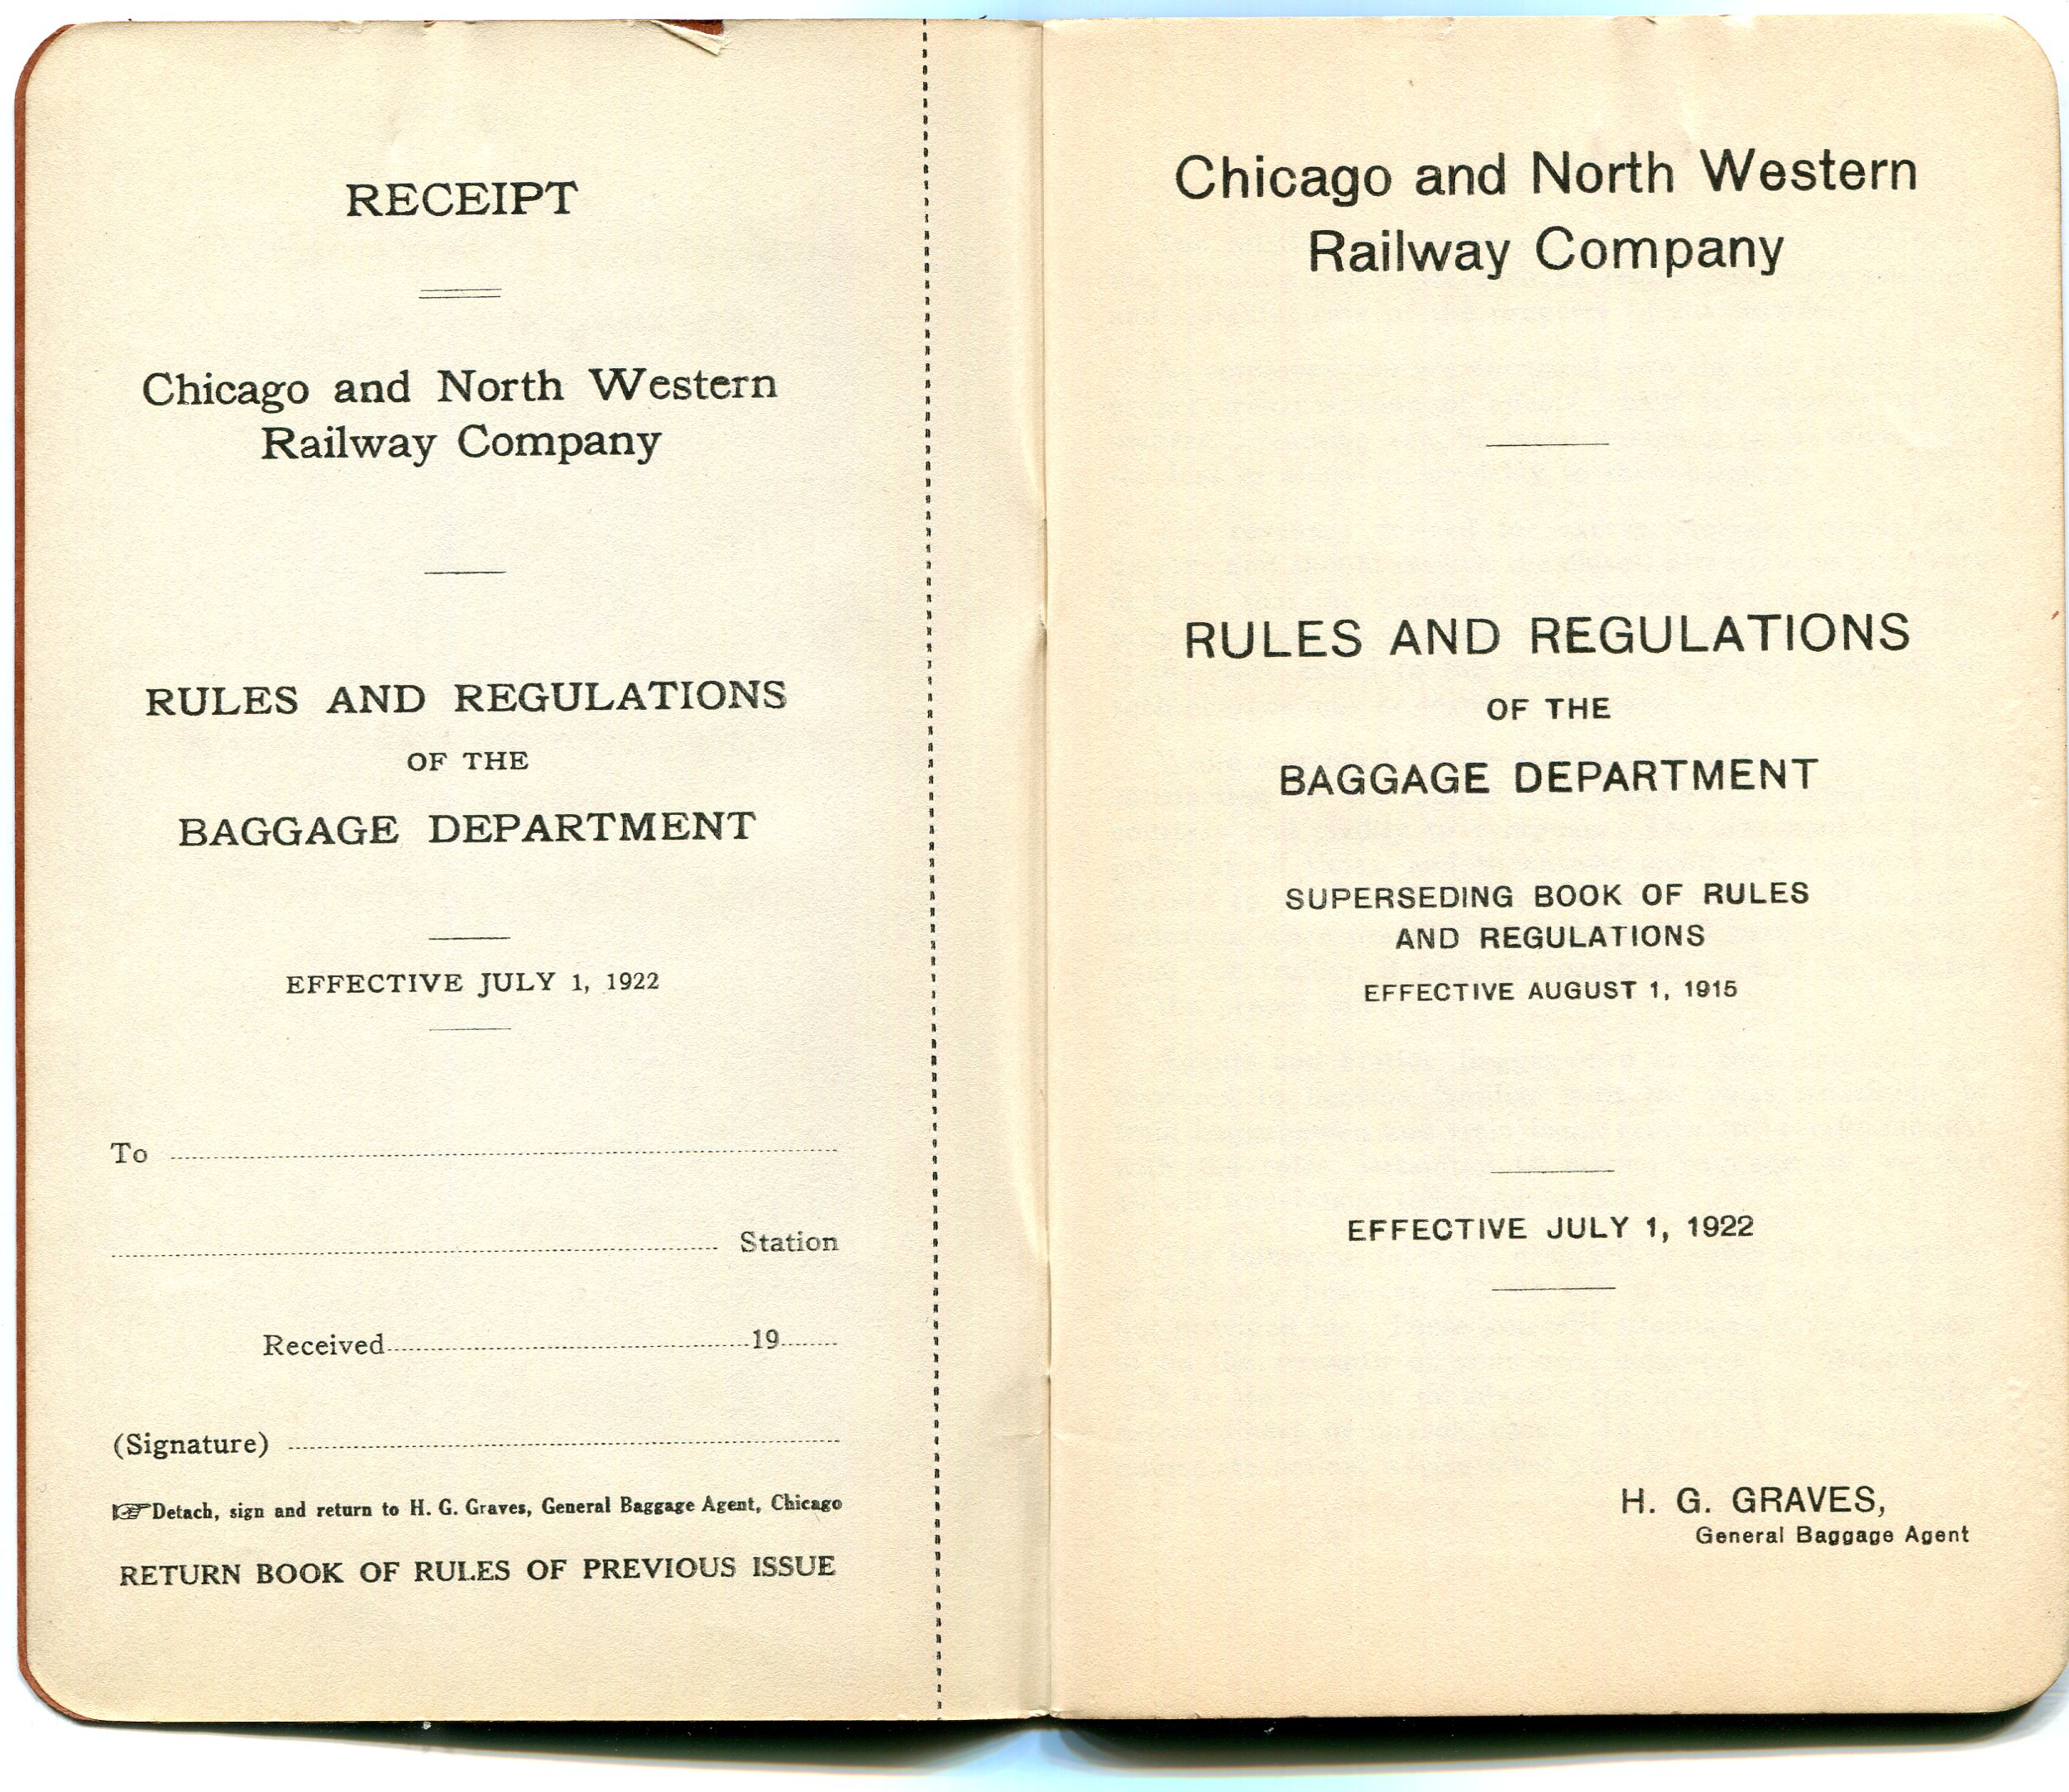 RECEIPT
Chicago and North Western
Railway Company
RULES AND REGULATIONS
OF THE
BAGGAGE DEPARTMENT
EFFECTIVE JULY 1, 1922
To
Station
Received 19
(Signature)
☞Detach, sign and return to H. G. Graves, General Baggage Agent, Chicago
RETURN BOOK OF RULES OF PREVIOUS ISSUE
Chicago and North Western
Railway Company
RULES AND REGULATIONS
OF THE
BAGGAGE DEPARTMENT
SUPERSEDING BOOK OF RULES
AND REGULATIONS
EFFECTIVE AUGUST 1, 1915
EFFECTIVE JULY 1, 1922
H. G. GRAVES,
General Baggage Agent